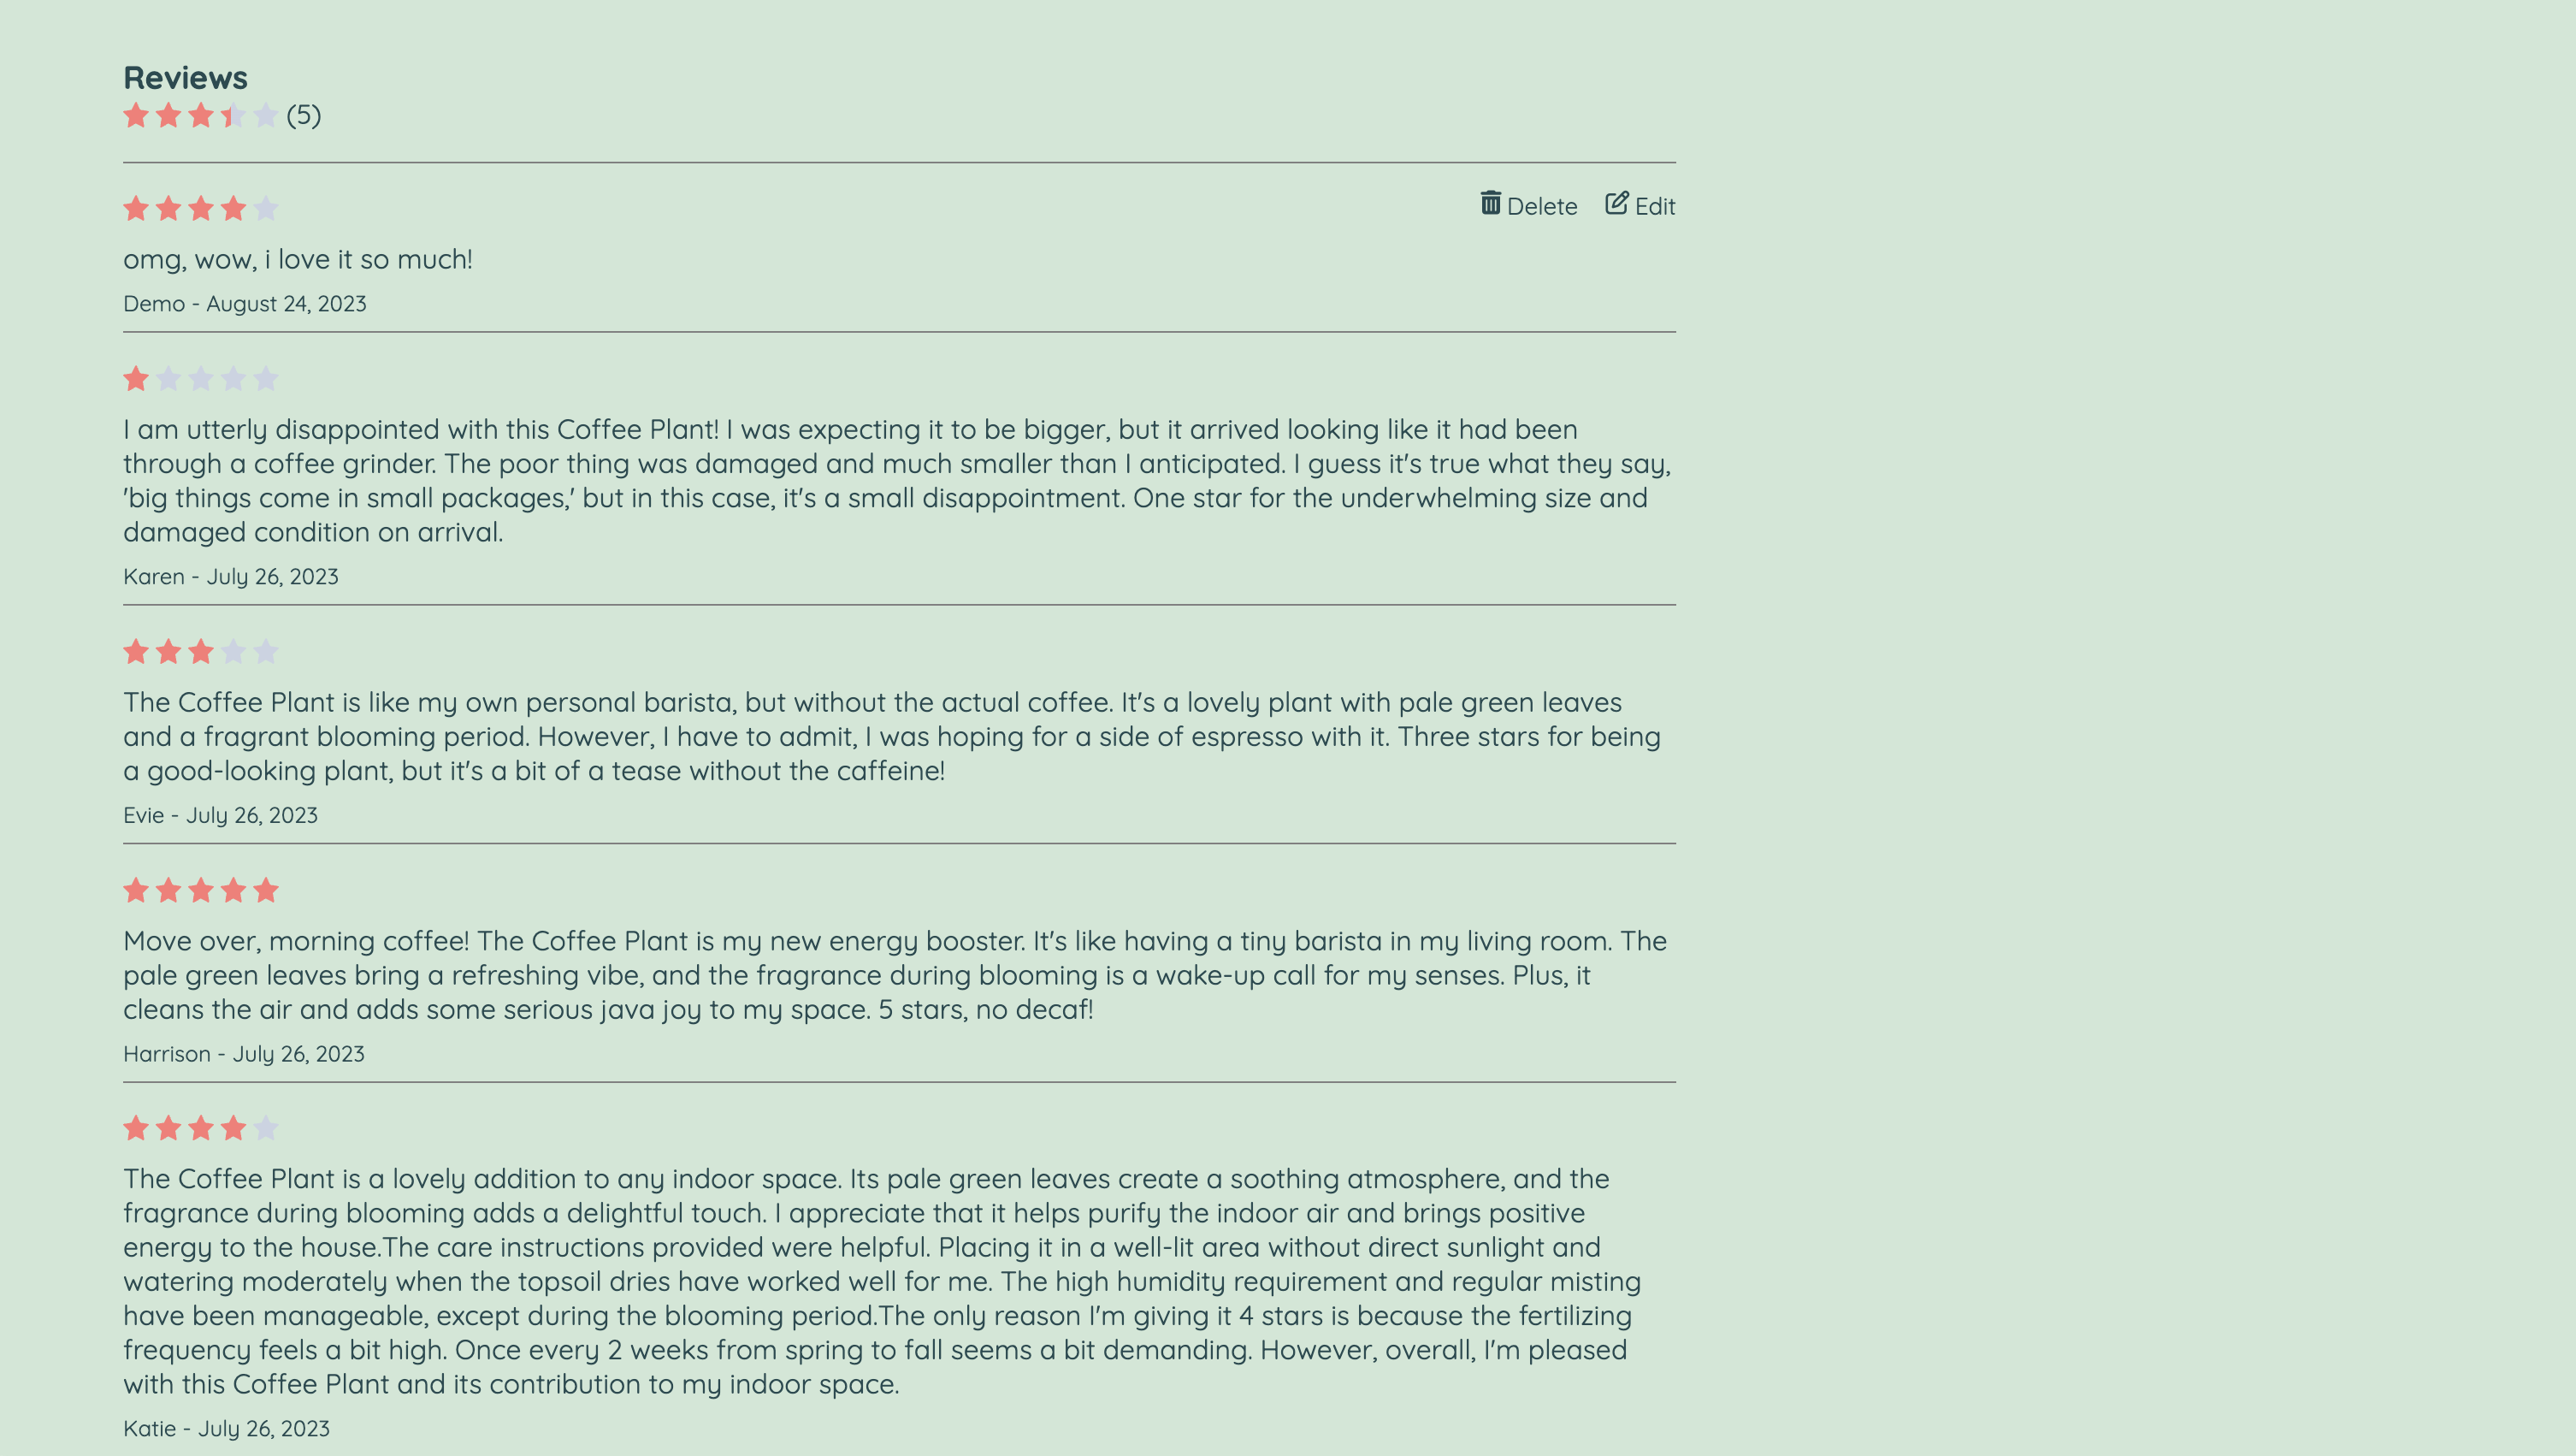 Reviews
(5)
Delete Edit
omg, wow, i love it so much!
Demo - August 24, 2023
I am utterly disappointed with this Coffee Plant! I was expecting it to be bigger, but it arrived looking like it had been
through a coffee grinder. The poor thing was damaged and much smaller than I anticipated. I guess it's true what they say,
'big things come in small packages,' but in this case, it's a small disappointment. One star for the underwhelming size and
damaged condition on arrival.
Karen - July 26, 2023
The Coffee Plant is like my own personal barista, but without the actual coffee. It's a lovely plant with pale green leaves
and a fragrant blooming period. However, I have to admit, I was hoping for a side of espresso with it. Three stars for being
a good-looking plant, but it's a bit of a tease without the caffeine!
Evie - July 26, 2023
Move over, morning coffee! The Coffee Plant is my new energy booster. It's like having a tiny barista in my living room. The
pale green leaves bring a refreshing vibe, and the fragrance during blooming is a wake-up call for my senses. Plus, it
cleans the air and adds some serious java joy to my space. 5 stars, no decaf!
Harrison - July 26, 2023
The Coffee Plant is a lovely addition to any indoor space. Its pale green leaves create a soothing atmosphere, and the
fragrance during blooming adds a delightful touch. I appreciate that it helps purify the indoor air and brings positive
energy to the house.The care instructions provided were helpful. Placing it in a well-lit area without direct sunlight and
watering moderately when the topsoil dries have worked well for me. The high humidity requirement and regular misting
have been manageable, except during the blooming period.The only reason I'm giving it 4 stars is because the fertilizing
frequency feels a bit high. Once every 2 weeks from spring to fall seems a bit demanding. However, overall, I'm pleased
with this Coffee Plant and its contribution to my indoor space.
Katie - July 26, 2023